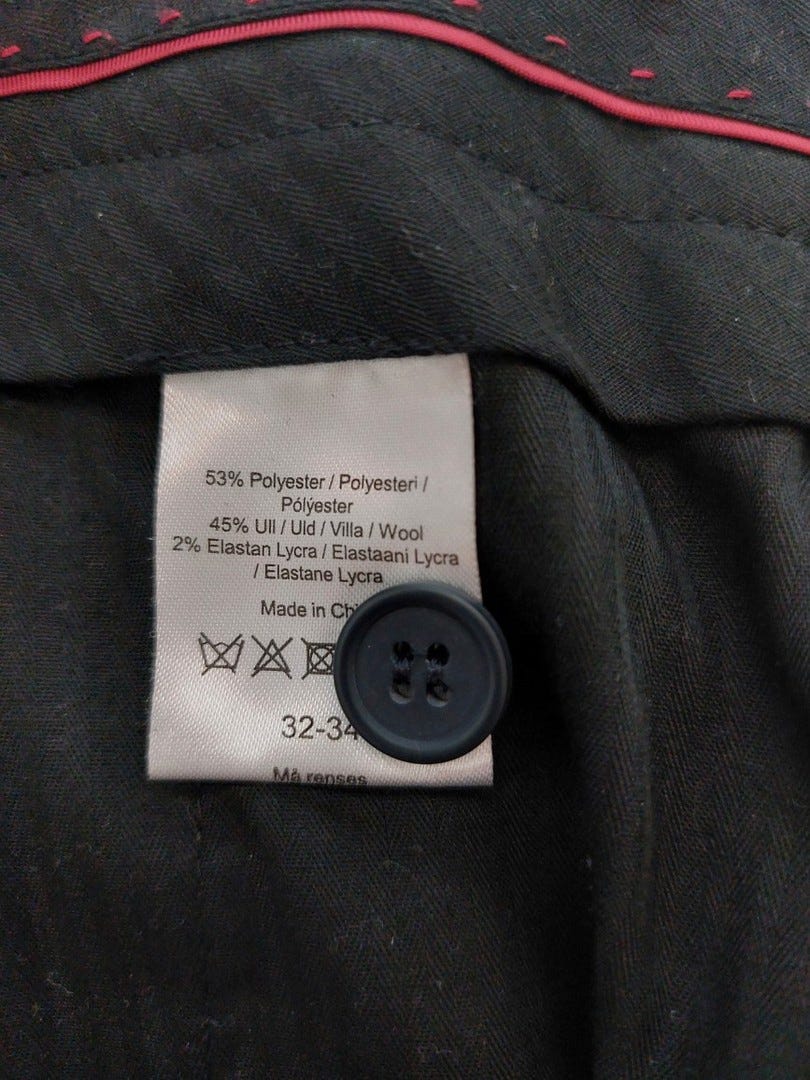 53% Polyester / Polyesteri /
Pólýester
45% Ull / Uld / Villa / Wool
2% Elastan Lycra / Elastaani Lycra
/ Elastane Lycra
Made in Chi
32-34
Må renses